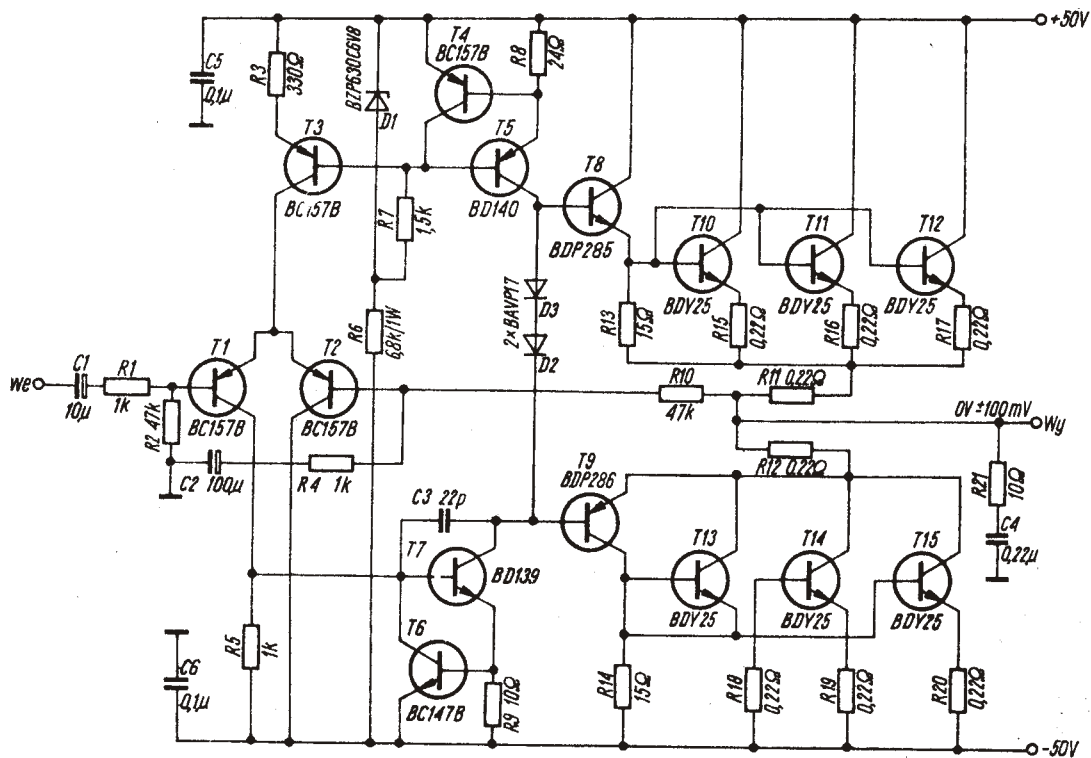 +50V
C5
0,1µ
R3
330Ω
BZP630C6V8
D1
T4
BC157B
R8
24Ω
T3
BC157B
R7
1,5k
T5
BD140
T8
BDP285
T10
BDY25
T11
BDY25
T12
BDY25
R6
6,8k/1W
2×BAVP17
D3
D2
R13
15Ω
R15
0,22Ω
R16
0,22Ω
R17
0,22Ω
We
C1
10µ
R1
1k
R2 47k
T1
BC157B
T2
BC157B
R10
47k
R11 0,22Ω
0V ±100mV
Wy
R12 0,22Ω
C2
100µ
R4
1k
R21
10Ω
C4
0,22µ
C3 22p
T9
BDP286
T7
BD139
T13
BDY25
T14
BDY25
T15
BDY25
R5
1k
T6
BC147B
R9 10Ω
R14
15Ω
R18
0,22Ω
R19
0,22Ω
R20
0,22Ω
C6
0,1µ
-50V